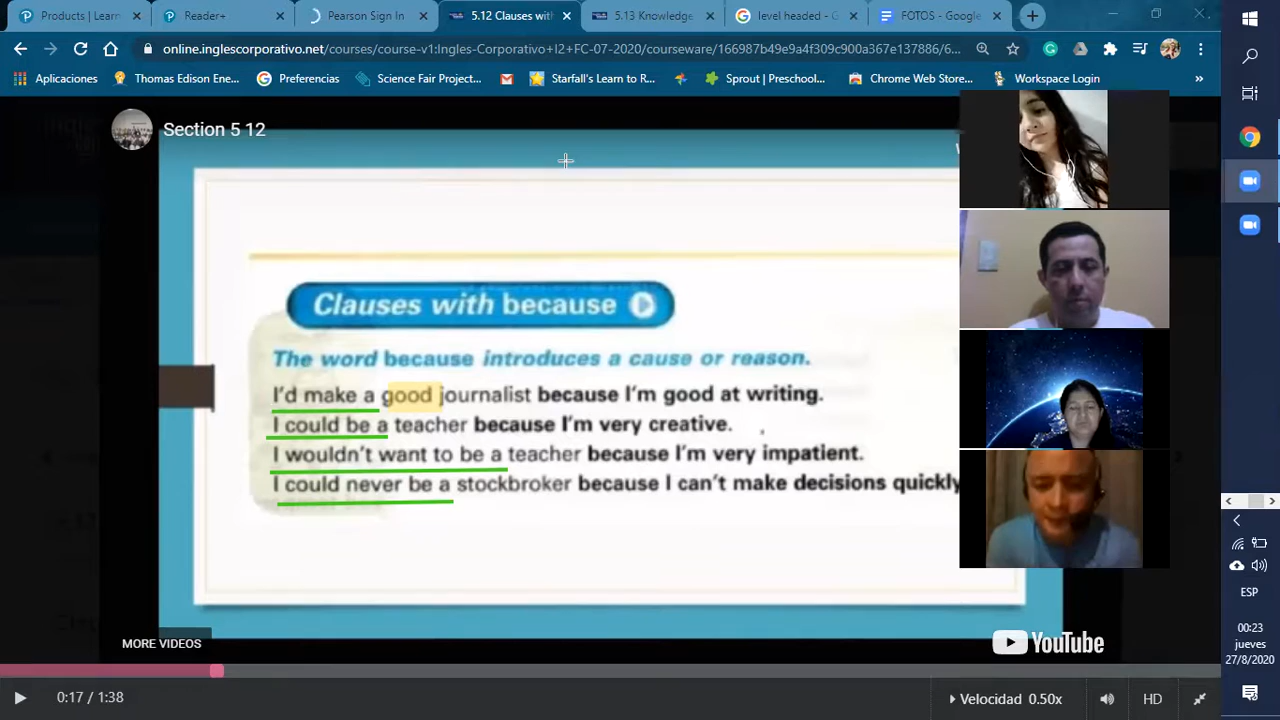 Products | Learn
Reader+
Pearson Sign In
5.12 Clauses with
5.13 Knowledge
level headed - G
FOTOS - Google
online.inglescorporativo.net/courses/course-v1:Ingles-Corporativo+I2+FC-07-2020/courseware/166987b49e9a4f309c900a367e137886/6...
Aplicaciones
Thomas Edison Ene...
Preferencias
Science Fair Project...
Starfall's Learn to R...
Sprout | Preschool...
Chrome Web Store...
Workspace Login
Section 5 12
Clauses with because
The word because introduces a cause or reason.
I'd make a good journalist because I'm good at writing.
I could be a teacher because I'm very creative.
I wouldn't want to be a teacher because I'm very impatient.
I could never be a stockbroker because I can't make decisions quickly
MORE VIDEOS
YouTube
0:17 / 1:38
Velocidad 0.50x
HD
ESP
00:23
jueves
27/8/2020